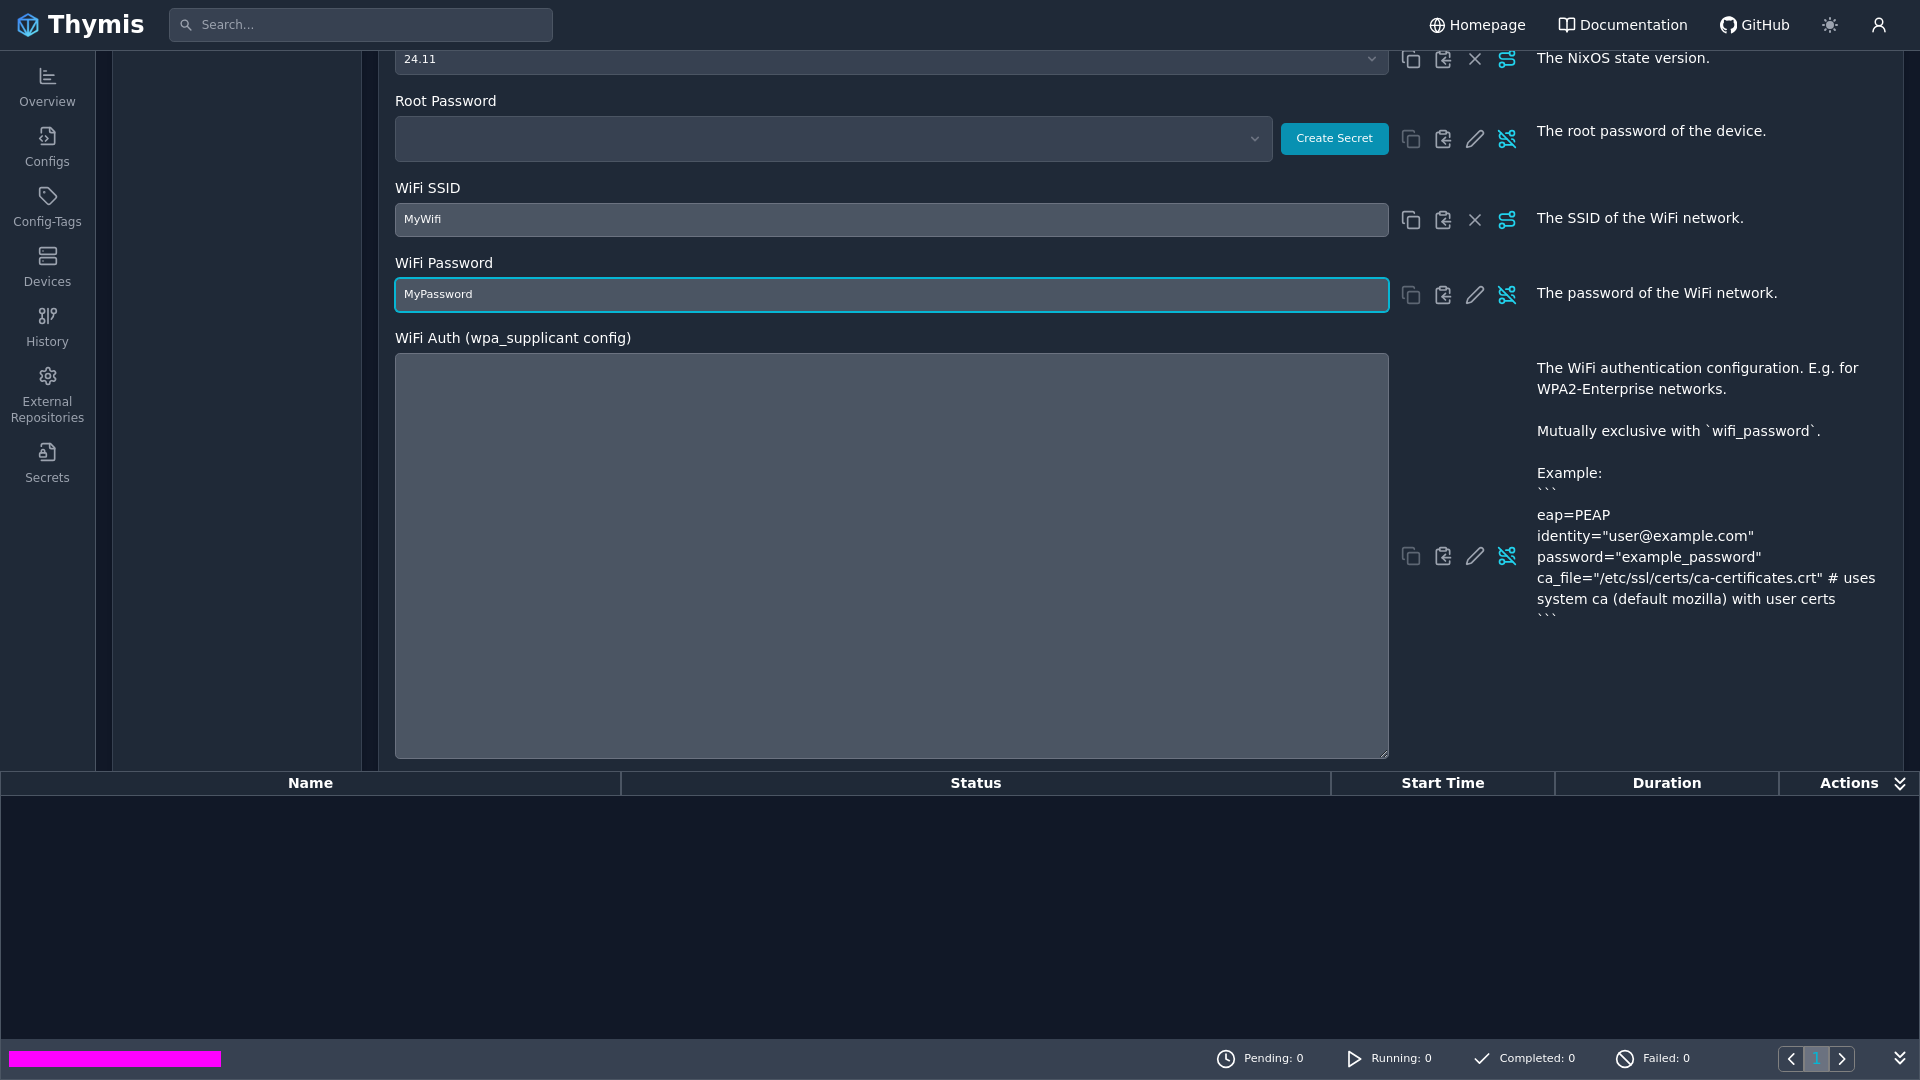 Thymis
Search...
Homepage
Documentation
GitHub
Overview
Configs
Config-Tags
Devices
History
External
Repositories
Secrets
24.11
The NixOS state version.
Root Password
Create Secret
The root password of the device.
WiFi SSID
MyWifi
The SSID of the WiFi network.
WiFi Password
MyPassword
The password of the WiFi network.
WiFi Auth (wpa_supplicant config)
The WiFi authentication configuration. E.g. for
WPA2-Enterprise networks.
Mutually exclusive with `wifi_password`.
Example:
```
eap=PEAP
identity="user@example.com"
password="example_password"
ca_file="/etc/ssl/certs/ca-certificates.crt" # uses
system ca (default mozilla) with user certs
```
Name
Status
Start Time
Duration
Actions
Pending: 0
Running: 0
Completed: 0
Failed: 0
1